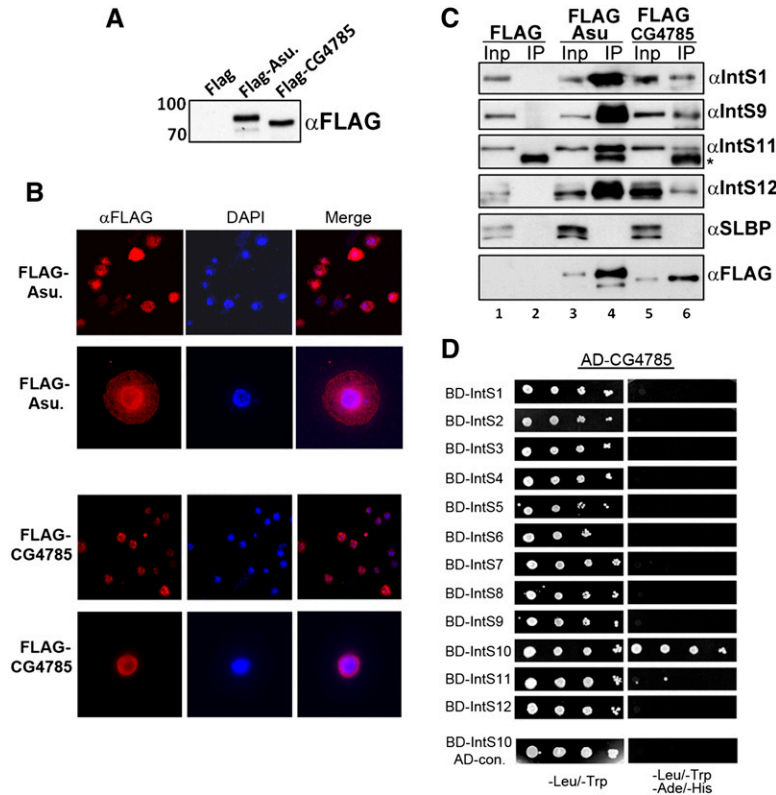 A
Flag
Flag-Asu.
Flag-CG4785
100
70
αFLAG
B
αFLAG DAPI Merge
FLAG-
Asu.
FLAG-
Asu.
FLAG-
CG4785
FLAG-
CG4785
C
FLAG
FLAG
Asu
FLAG
CG4785
Inp IP Inp IP Inp IP
αIntS1
αIntS9
αIntS11
*
αIntS12
αSLBP
αFLAG
1 2 3 4 5 6
D
AD-CG4785
BD-IntS1
BD-IntS2
BD-IntS3
BD-IntS4
BD-IntS5
BD-IntS6
BD-IntS7
BD-IntS8
BD-IntS9
BD-IntS10
BD-IntS11
BD-IntS12
BD-IntS10
AD-con.
-Leu/-Trp
-Leu/-Trp
-Ade/-His